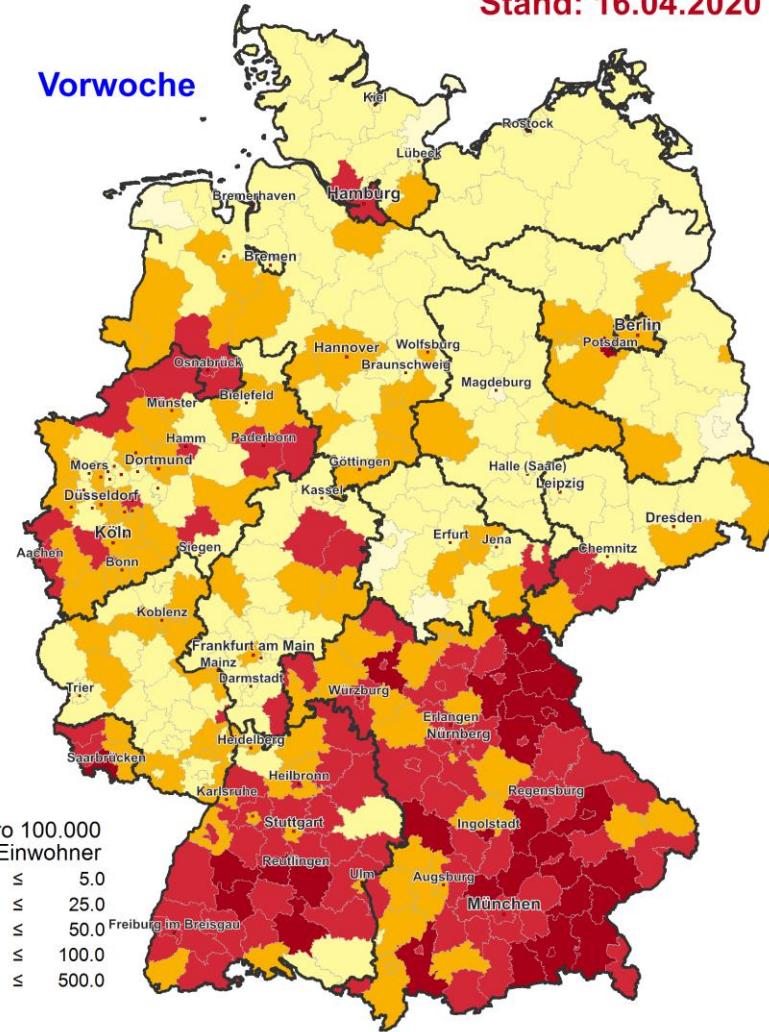 Stand: 16.04.2020
Vorwoche
Kiel
Rostock
Lübeck
Hamburg
Bremerhaven
Bremen
Berlin
Potsdam
Hannover
Wolfsburg
Braunschweig
Magdeburg
Osnabrück
Bielefeld
Münster
Hamm
Paderborn
Moers
Dortmund
Göttingen
Halle (Saale)
Leipzig
Düsseldorf
Kassel
Köln
Erfurt
Jena
Dresden
Aachen
Siegen
Chemnitz
Bonn
Koblenz
Frankfurt am Main
Mainz
Darmstadt
Trier
Würzburg
Erlangen
Nürnberg
Heidelberg
Saarbrücken
Heilbronn
Karlsruhe
Regensburg
Stuttgart
Ingolstadt
ro 100.000
Einwohner
Reutlingen
Ulm
Augsburg
München
Freiburg im Breisgau
≤ 5.0
≤ 25.0
≤ 50.0
≤ 100.0
≤ 500.0